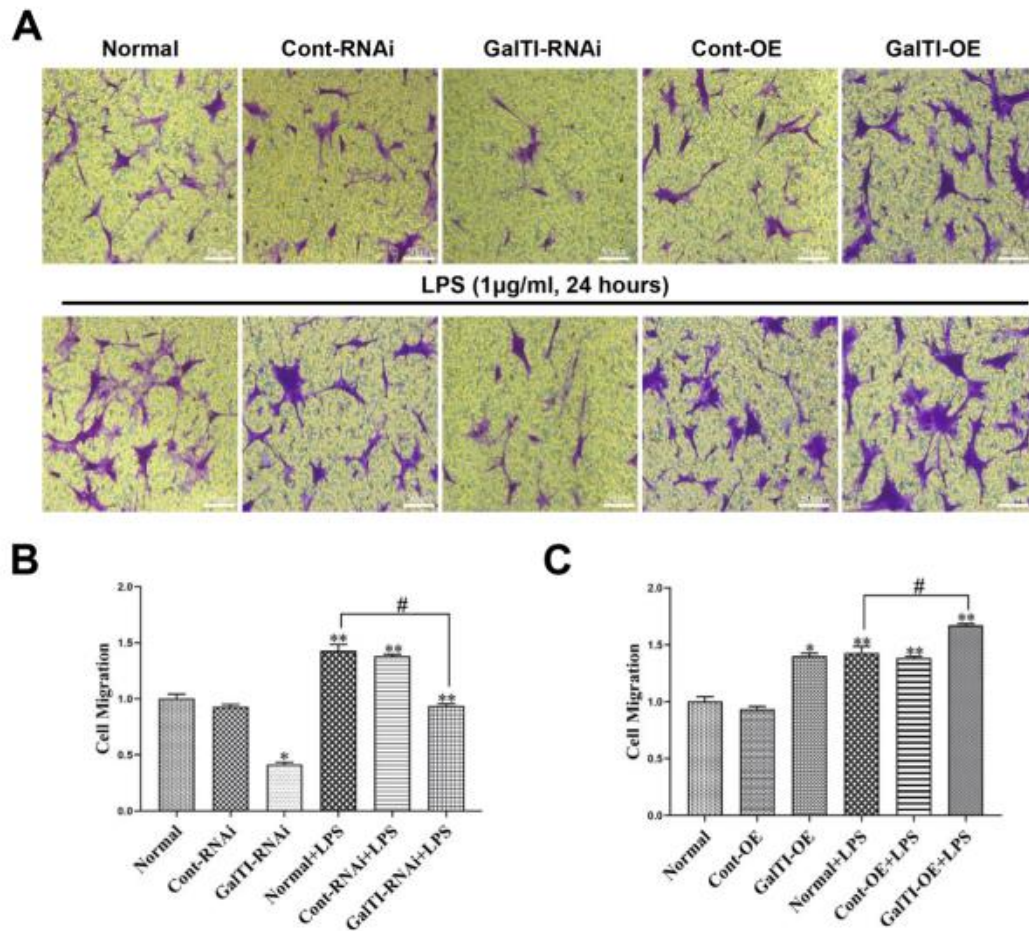 A
Normal Cont-RNAi GalTI-RNAi Cont-OE GalTI-OE
LPS (1μg/ml, 24 hours)
B
Cell Migration
2.0
1.5
1.0
0.5
0.0
#
** ** **
*
Normal
Cont-RNAi
GalTI-RNAi
Normal+LPS
Cont-RNAi+LPS
GalTI-RNAi+LPS
C
Cell Migration
2.0
1.5
1.0
0.5
0.0
#
* ** ** **
Normal
Cont-OE
GalTI-OE
Normal+LPS
Cont-OE+LPS
GalTI-OE+LPS